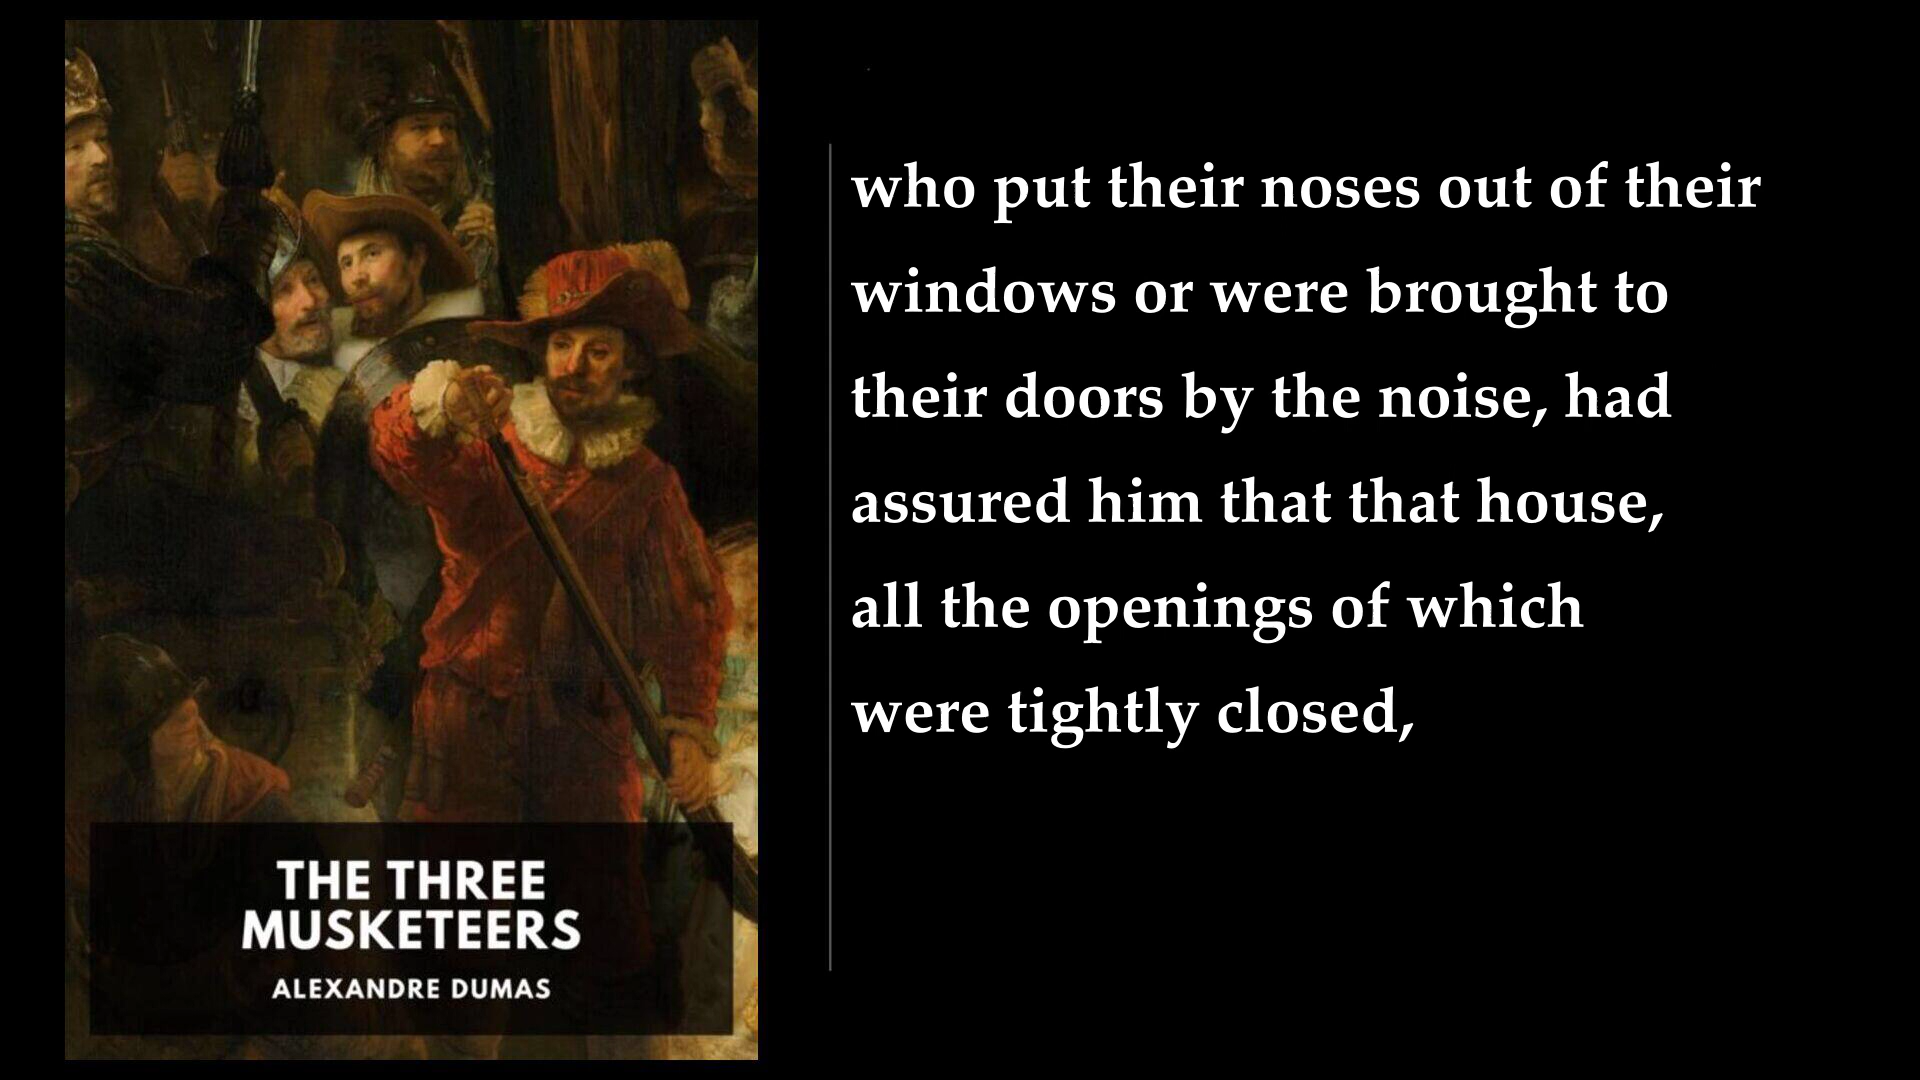 who put their noses out of their
windows or were brought to
their doors by the noise, had
assured him that that house,
all the openings of which
were tightly closed,
THE THREE
MUSKETEERS
ALEXANDRE DUMAS